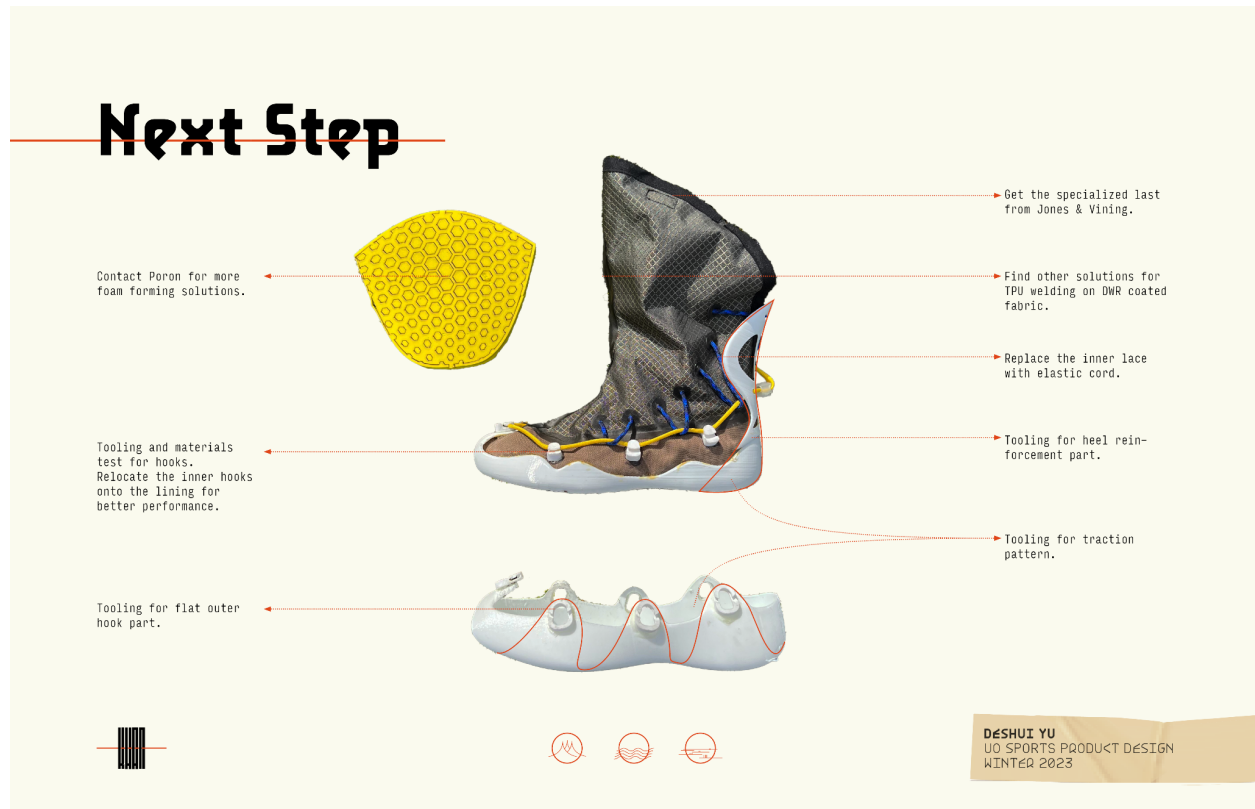 Next Step
Get the specialized last
from Jones & Vining.
Contact Poron for more
foam forming solutions.
Find other solutions for
TPU welding on DWR coated
fabric.
Replace the inner lace
with elastic cord.
Tooling and materials
test for hooks.
Relocate the inner hooks
onto the lining for
better performance.
Tooling for heel rein-
forcement part.
Tooling for traction
pattern.
Tooling for flat outer
hook part.
DESHUI YU
UO SPORTS PRODUCT DESIGN
WINTER 2023